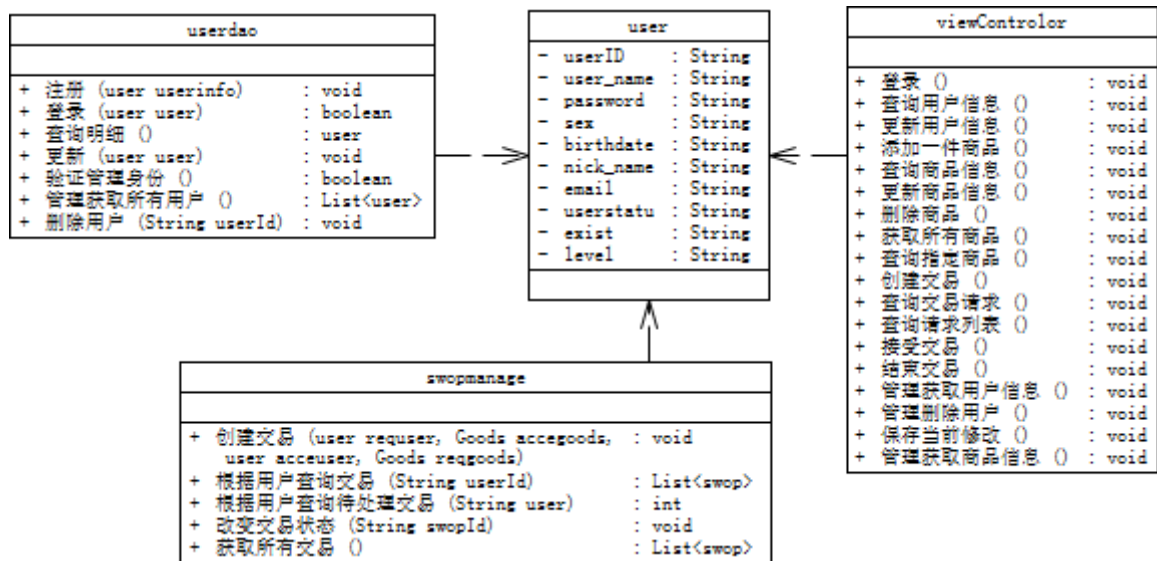 userdao
+ 注册 (user userinfo) : void
+ 登录 (user user) : boolean
+ 查询明细 () : user
+ 更新 (user user) : void
+ 验证管理身份 () : boolean
+ 管理获取所有用户 () : List<user>
+ 删除用户 (String userId) : void
user
- userID : String
- user_name : String
- password : String
- sex : String
- birthdate : String
- nick_name : String
- email : String
- userstatu : String
- exist : String
- level : String
viewControlor
+ 登录 () : void
+ 查询用户信息 () : void
+ 更新用户信息 () : void
+ 添加一件商品 () : void
+ 查询商品信息 () : void
+ 更新商品信息 () : void
+ 删除商品 () : void
+ 获取所有商品 () : void
+ 查询指定商品 () : void
+ 创建交易 () : void
+ 查询交易请求 () : void
+ 查询请求列表 () : void
+ 接受交易 () : void
+ 结束交易 () : void
+ 管理获取用户信息 () : void
+ 管理删除用户 () : void
+ 保存当前修改 () : void
+ 管理获取商品信息 () : void
swopmanage
+ 创建交易 (user requser, Goods accegoods, : void
user acceuser, Goods reqgoods)
+ 根据用户查询交易 (String userId) : List<swop>
+ 根据用户查询待处理交易 (String user) : int
+ 改变交易状态 (String swopId) : void
+ 获取所有交易 () : List<swop>